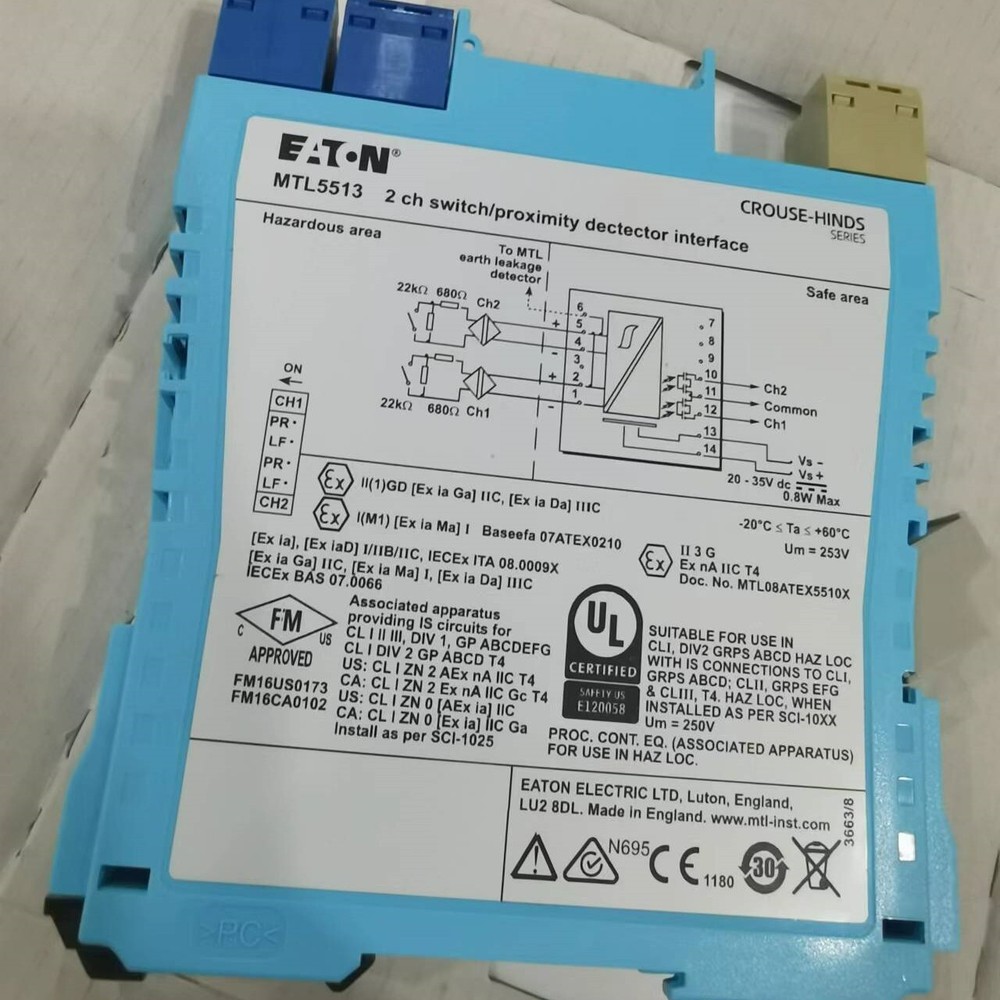 EATON®
MTL5513 2 ch switch/proximity dectector interface
CROUSE-HINDS
SERIES
Hazardous area
To MTL
earth leakage
detector
Safe area
22kΩ 680Ω Ch2
22kΩ 680Ω Ch1
+
-
+
-
6
5
4
3
2
1
7
8
9
10
11
12
13
14
Ch2
Common
Ch1
Vs -
Vs +
20 - 35V dc
0.8W Max
ON
CH1
PR
LF
PR
LF
CH2
Ex II(1)GD [Ex ia Ga] IIC, [Ex ia Da] IIIC
Ex I(M1) [Ex ia Ma] I Baseefa 07ATEX0210
[Ex ia], [Ex iaD] I/IIB/IIC, IECEx ITA 08.0009X
[Ex ia Ga] IIC, [Ex ia Ma] I, [Ex ia Da] IIIC
IECEx BAS 07.0066
-20°C ≤ Ta ≤ +60°C
Um = 253V
Ex
II 3 G
Ex nA IIC T4
Doc. No. MTL08ATEX5510X
FM
C US
APPROVED
FM16US0173
FM16CA0102
Associated apparatus
providing IS circuits for
CL I II III, DIV 1, GP ABCDEFG
CL I DIV 2 GP ABCD T4
US: CL I ZN 2 AEx nA IIC T4
CA: CL I ZN 2 Ex nA IIC Gc T4
US: CL I ZN 0 [AEx ia] IIC
CA: CL I ZN 0 [Ex ia] IIC Ga
Install as per SCI-1025
UL
CERTIFIED
SAFETY US
E120058
SUITABLE FOR USE IN
CLI, DIV2 GRPS ABCD HAZ LOC
WITH IS CONNECTIONS TO CLI,
GRPS ABCD; CLII, GRPS EFG
& CLIII, T4. HAZ LOC, WHEN
INSTALLED AS PER SCI-10XX
Um = 250V
PROC. CONT. EQ. (ASSOCIATED APPARATUS)
FOR USE IN HAZ LOC.
EATON ELECTRIC LTD, Luton, England,
LU2 8DL. Made in England. www.mtl-inst.com
N695 CE 1180 30
3663/8
>PC<